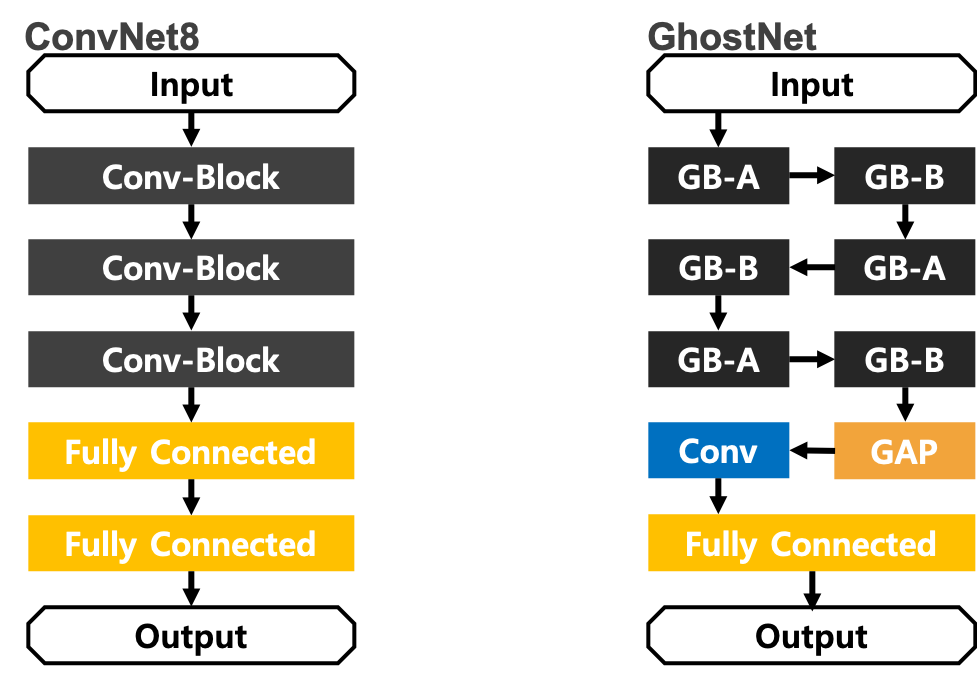 ConvNet8
Input
Conv-Block
Conv-Block
Conv-Block
Fully Connected
Fully Connected
Output
GhostNet
Input
GB-A
GB-B
GB-B
GB-A
GB-A
GB-B
Conv
GAP
Fully Connected
Output